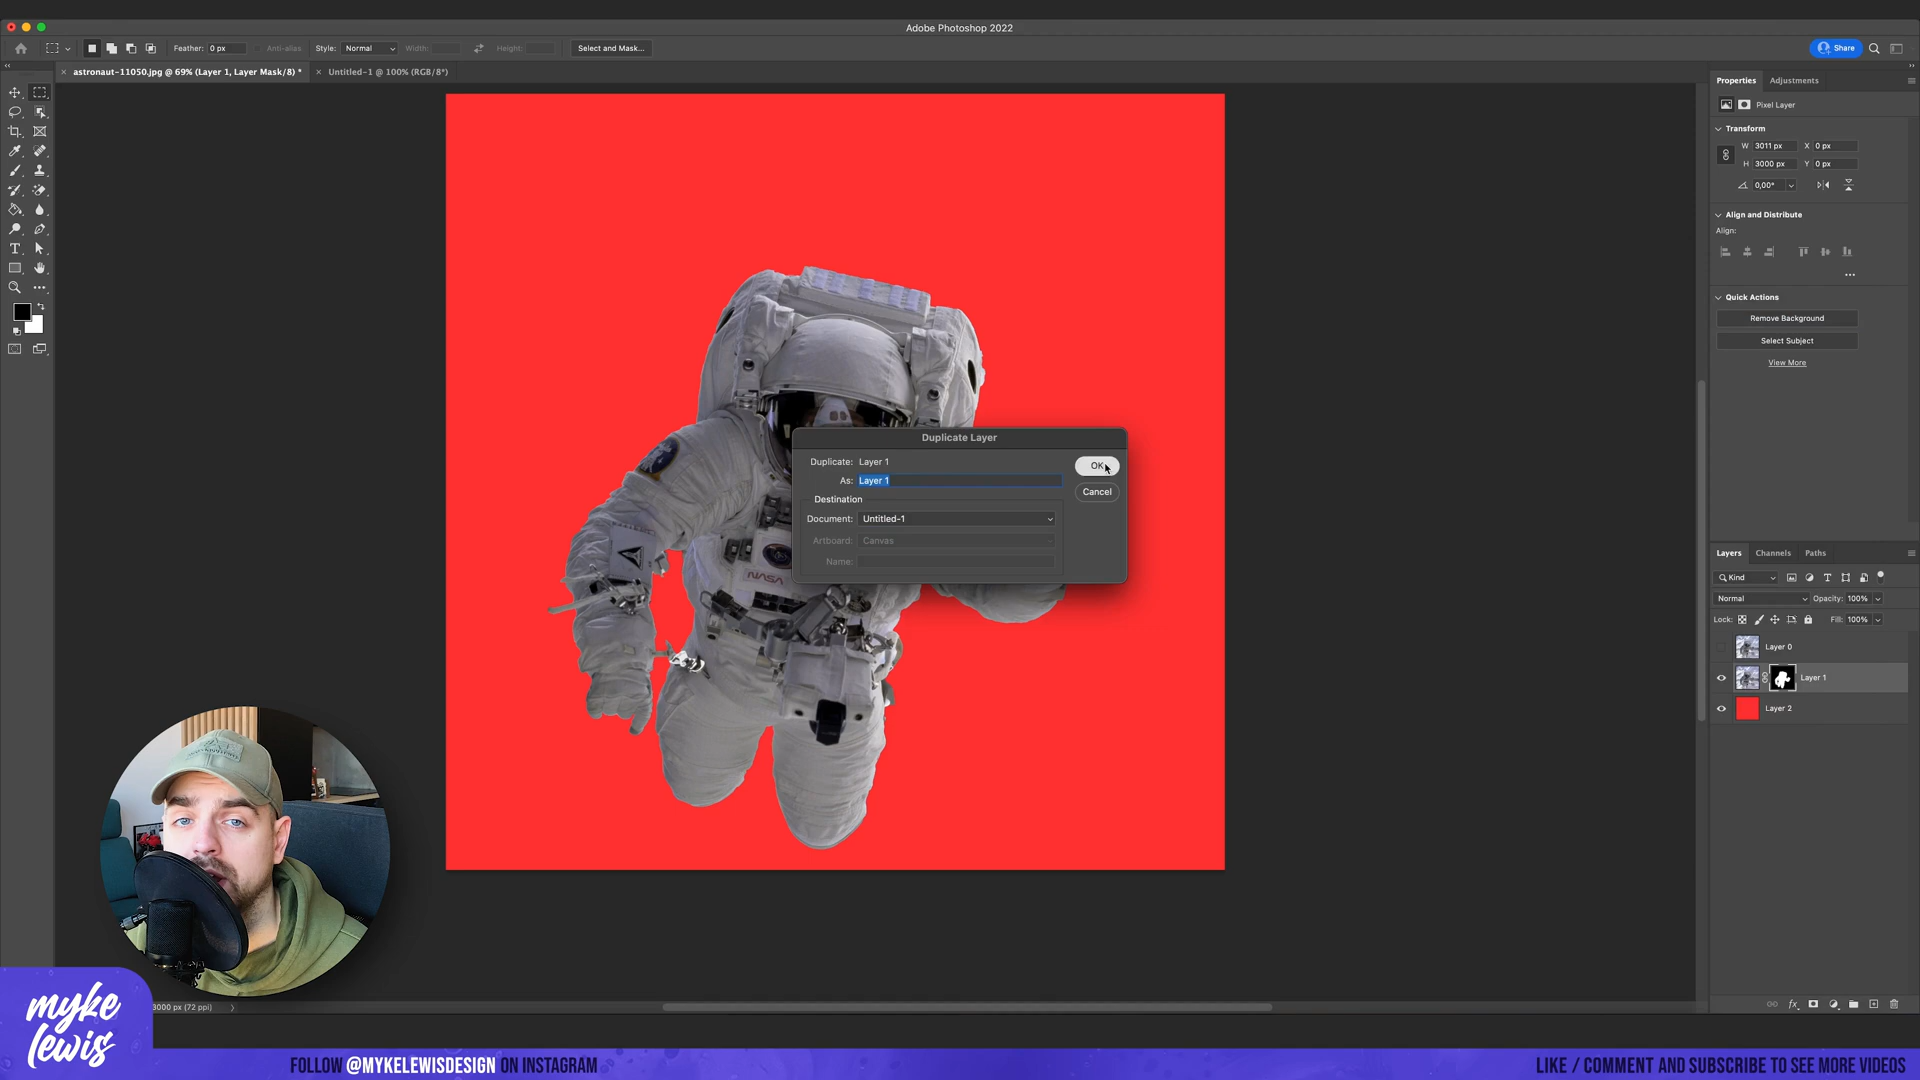 Adobe Photoshop 2022
Feather: 0 px
Anti-alias
Style: Normal
Width:
Height:
Select and Mask...
Share
astronaut-11050.jpg @ 69% (Layer 1, Layer Mask/8) *
Untitled-1 @ 100% (RGB/8*)
Properties
Adjustments
Pixel Layer
Transform
W 3011 px X 0 px
H 3000 px Y 0 px
0,00°
Align and Distribute
Align:
Quick Actions
Remove Background
Select Subject
View More
Duplicate Layer
Duplicate: Layer 1
As: Layer 1
OK
Cancel
Destination
Document: Untitled-1
Artboard: Canvas
Name:
NASA
Layers
Channels
Paths
Kind
Normal
Opacity: 100%
Lock:
Fill: 100%
Layer 0
Layer 1
Layer 2
3000 px (72 ppi)
myke
lewis
FOLLOW @MYKELEWISDESIGN ON INSTAGRAM
LIKE / COMMENT AND SUBSCRIBE TO SEE MORE VIDEOS